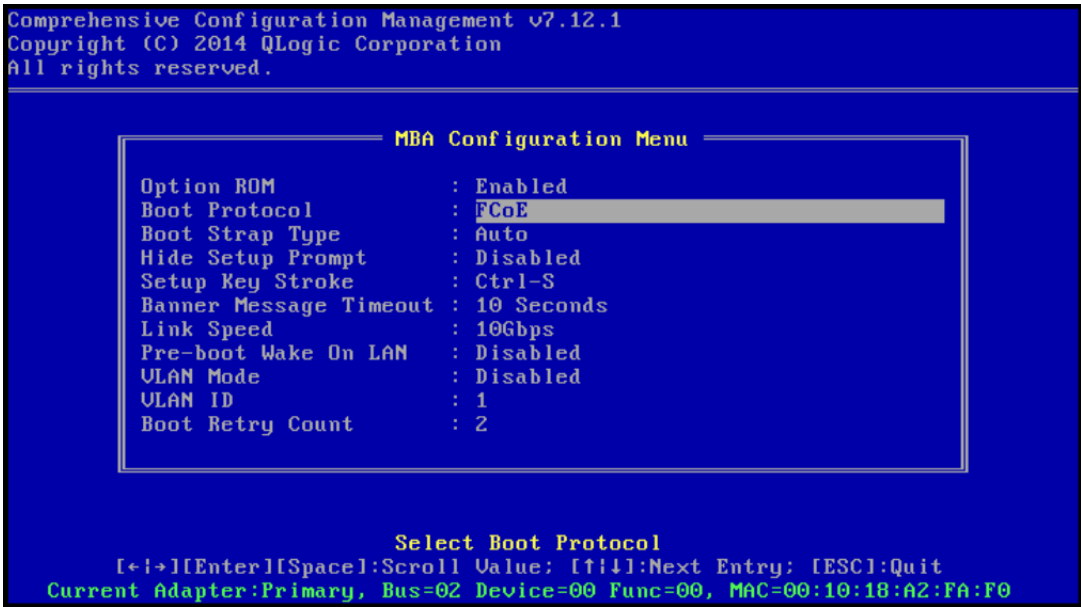 Comprehensive Configuration Management v7.12.1
Copyright (C) 2014 QLogic Corporation
All rights reserved.
MBA Configuration Menu
Option ROM : Enabled
Boot Protocol : FCoE
Boot Strap Type : Auto
Hide Setup Prompt : Disabled
Setup Key Stroke : Ctrl-S
Banner Message Timeout : 10 Seconds
Link Speed : 10Gbps
Pre-boot Wake On LAN : Disabled
VLAN Mode : Disabled
VLAN ID : 1
Boot Retry Count : 2
Select Boot Protocol
[←|→][Enter][Space]:Scroll Value; [↑|↓]:Next Entry; [ESC]:Quit
Current Adapter:Primary, Bus=02 Device=00 Func=00, MAC=00:10:18:A2:FA:F0